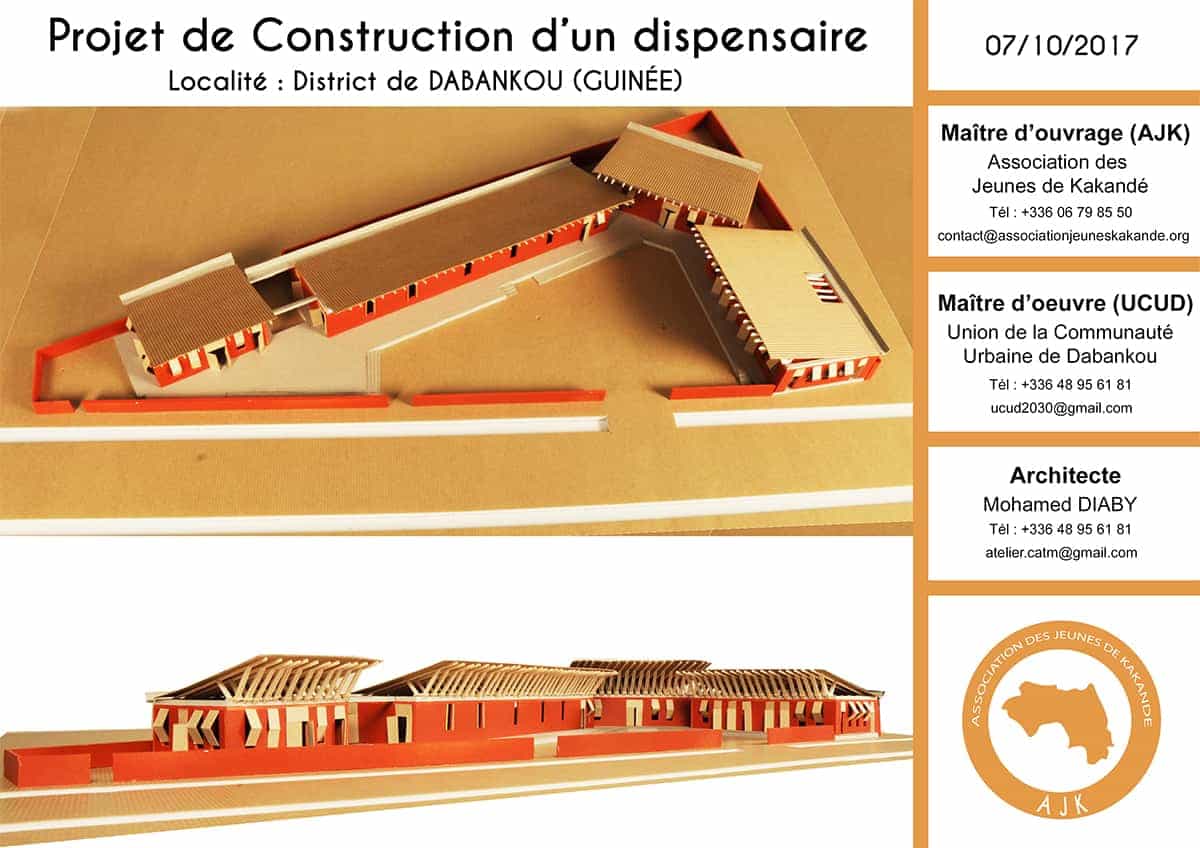 Projet de Construction d'un dispensaire
Localité : District de DABANKOU (GUINÉE)
07/10/2017
Maître d'ouvrage (AJK)
Association des
Jeunes de Kakandé
Tél : +336 06 79 85 50
contact@associationjeuneskakande.org
Maître d'oeuvre (UCUD)
Union de la Communauté
Urbaine de Dabankou
Tél : +336 48 95 61 81
ucud2030@gmail.com
Architecte
Mohamed DIABY
Tél : +336 48 95 61 81
atelier.catm@gmail.com
ASSOCIATION DES JEUNES DE KAKANDE
AJK